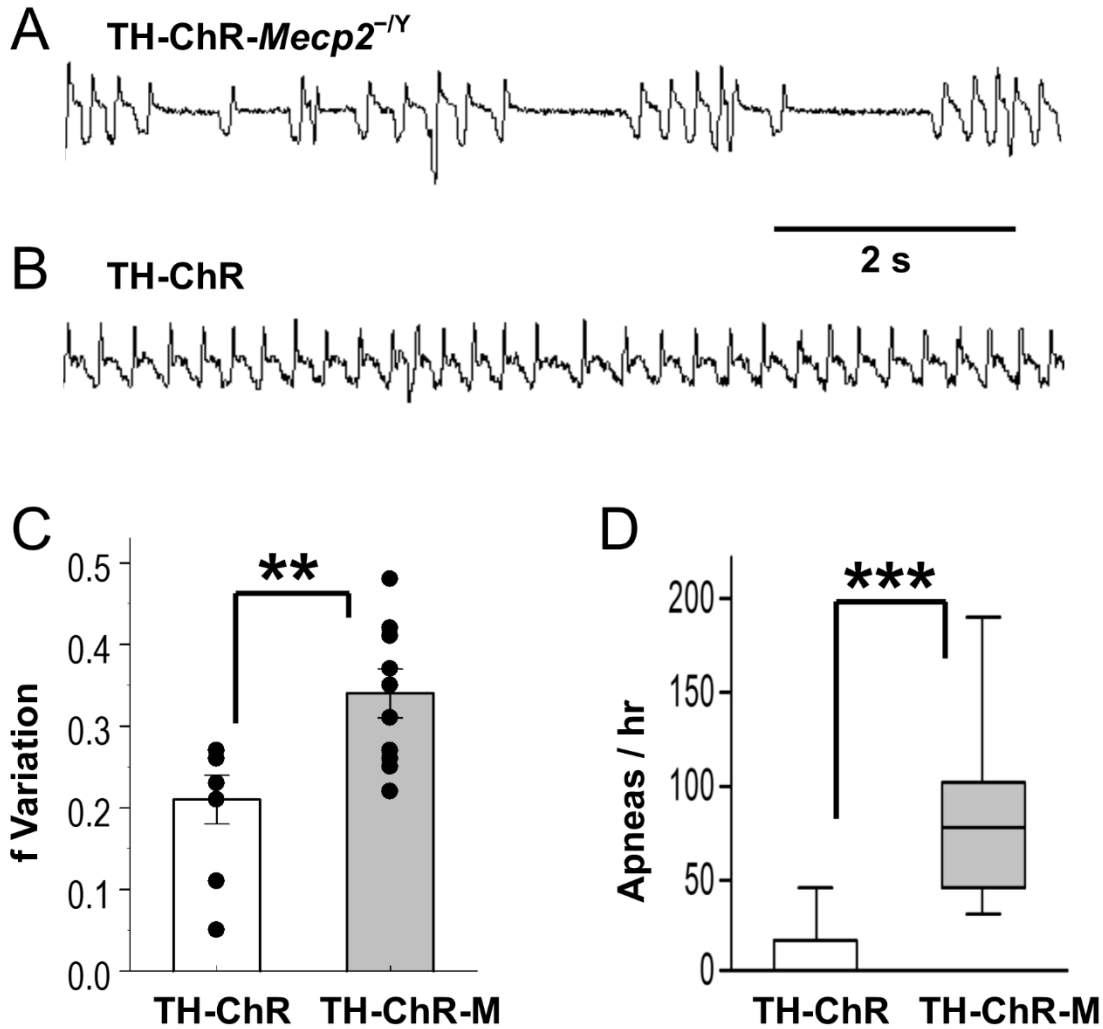 A
TH-ChR-Mecp2–/Y
2 s
B
TH-ChR
C
**
f Variation
0.5
0.4
0.3
0.2
0.1
0.0
TH-ChR
TH-ChR-M
D
***
Apneas / hr
200
150
100
50
0
TH-ChR
TH-ChR-M